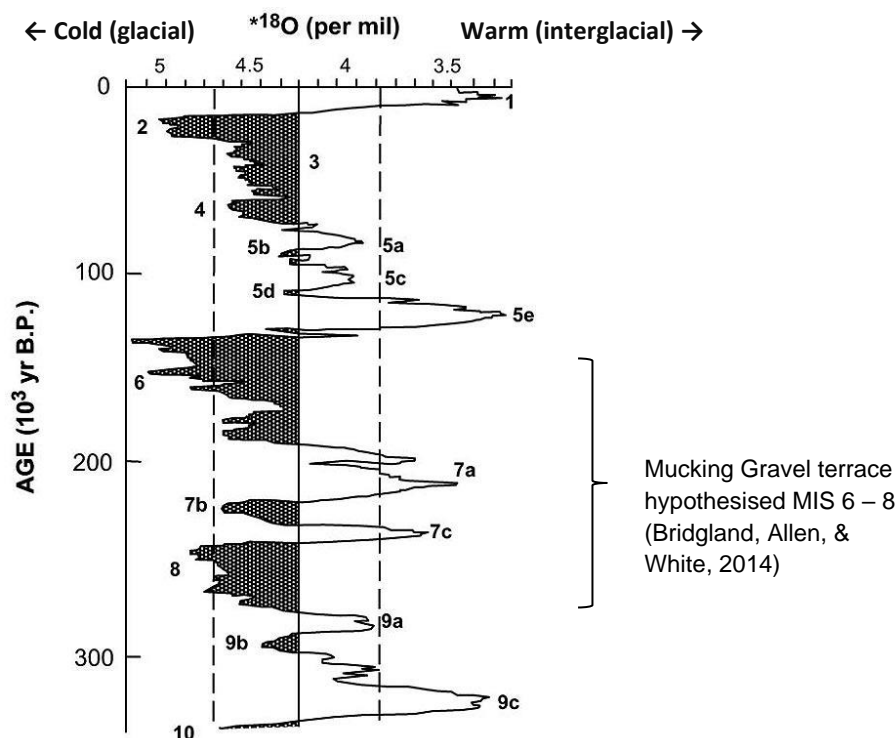 ← Cold (glacial) *18O (per mil) Warm (interglacial) →
5 4.5 4 3.5
0
1
2
3
4
5b 5a
100
5c
5d
5e
6
AGE (10³ yr B.P.)
Mucking Gravel terrace
hypothesised MIS 6 – 8
(Bridgland, Allen, &
White, 2014)
200
7a
7b
7c
8
9a
9b
300
9c
10